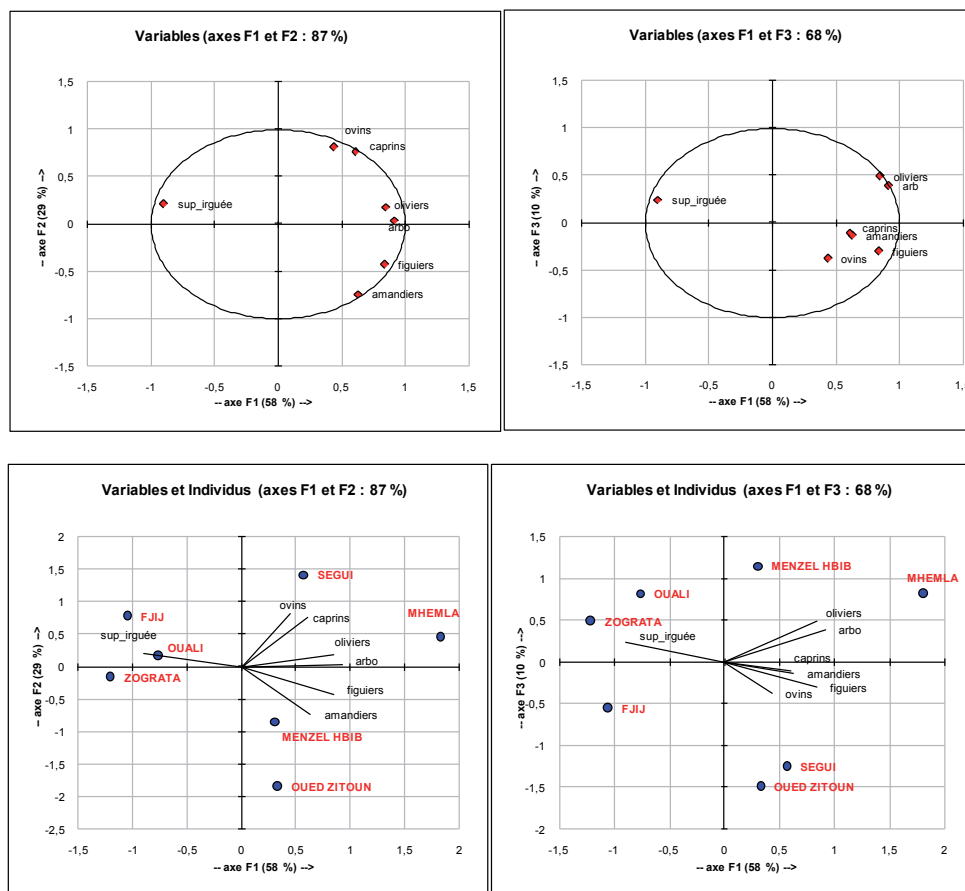 Variables (axes F1 et F2 : 87 %)
1,5
1
0,5
0
-0,5
-1
-1,5
-1,5
-1
-0,5
0
0,5
1
1,5
-- axe F1 (58 %) -->
-- axe F2 (29 %) -->
ovins
caprins
sup_irguée
oliviers
arbo
figuiers
amandiers
Variables (axes F1 et F3 : 68 %)
1,5
1
0,5
0
-0,5
-1
-1,5
-1,5
-1
-0,5
0
0,5
1
1,5
-- axe F1 (58 %) -->
-- axe F3 (10 %) -->
oliviers
arb
sup_irguée
caprins
amandiers
figuiers
ovins
Variables et Individus (axes F1 et F2 : 87 %)
2
1,5
1
0,5
0
-0,5
-1
-1,5
-2
-2,5
-1,5
-1
-0,5
0
0,5
1
1,5
2
-- axe F1 (58 %) -->
-- axe F2 (29 %) -->
SEGUI
ovins
caprins
MHEMLA
FJIJ
sup_irguée
OUALI
oliviers
arbo
ZOGRATA
figuiers
amandiers
MENZEL HBIB
OUED ZITOUN
Variables et Individus (axes F1 et F3 : 68 %)
1,5
1
0,5
0
-0,5
-1
-1,5
-2
-1,5
-1
-0,5
0
0,5
1
1,5
2
-- axe F1 (58 %) -->
-- axe F3 (10 %) -->
MENZEL HBIB
MHEMLA
OUALI
oliviers
ZOGRATA
arbo
sup_irguée
caprins
amandiers
figuiers
ovins
FJIJ
SEGUI
OUED ZITOUN